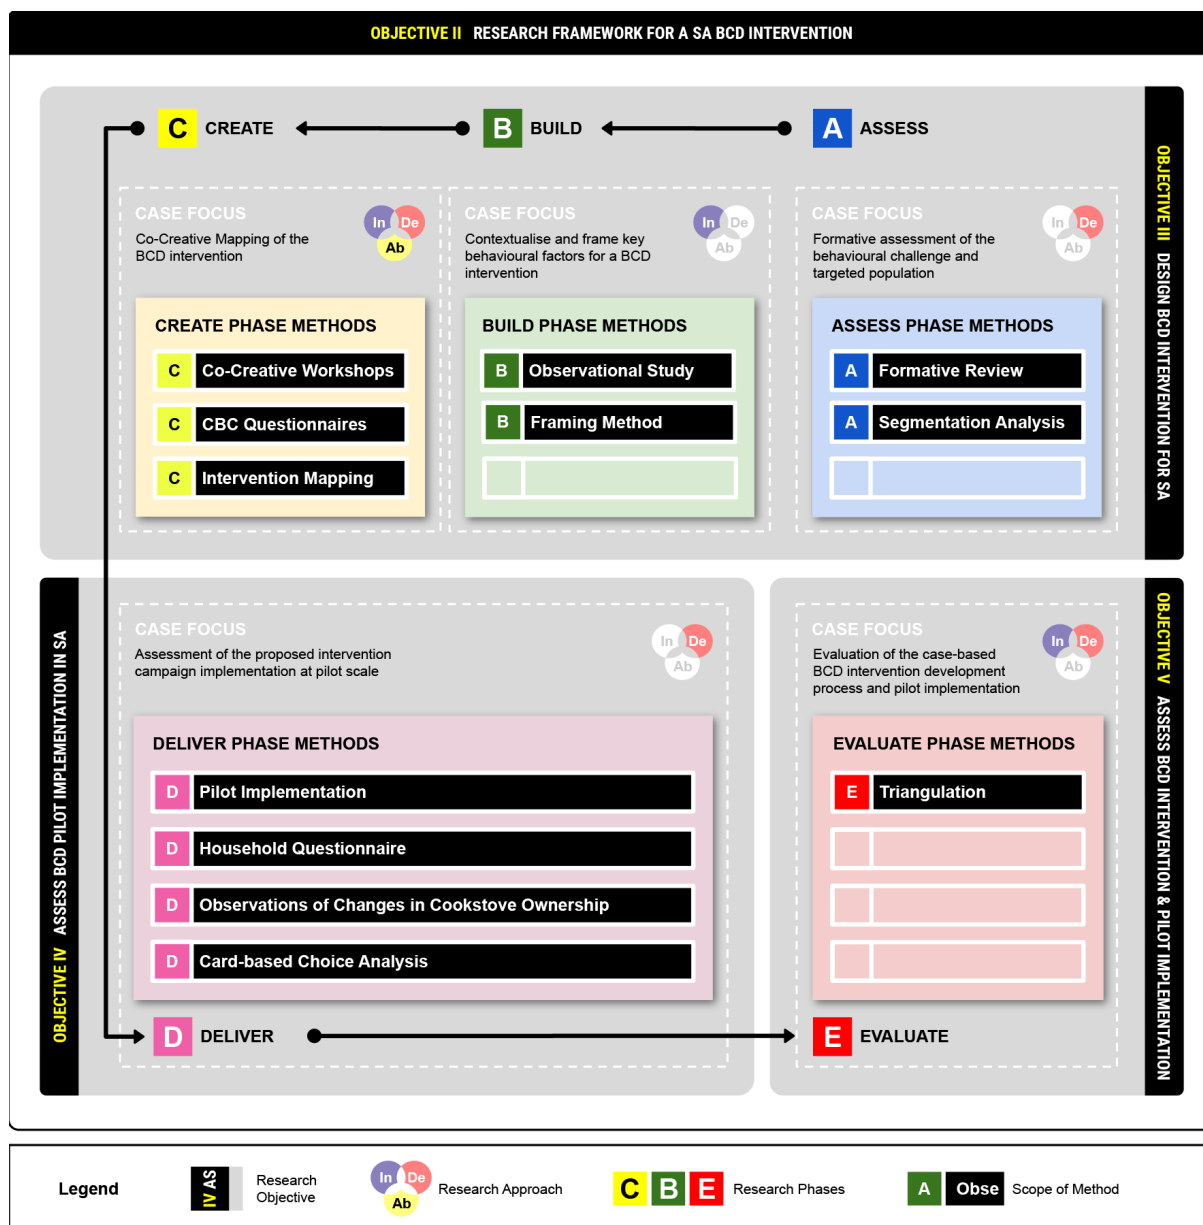 OBJECTIVE II RESEARCH FRAMEWORK FOR A SA BCD INTERVENTION
C CREATE
B BUILD
A ASSESS
OBJECTIVE III DESIGN BCD INTERVENTION FOR SA
CASE FOCUS
Co-Creative Mapping of the
BCD intervention
In De
Ab
CREATE PHASE METHODS
C Co-Creative Workshops
C CBC Questionnaires
C Intervention Mapping
CASE FOCUS
Contextualise and frame key
behavioural factors for a BCD
intervention
In De
Ab
BUILD PHASE METHODS
B Observational Study
B Framing Method
CASE FOCUS
Formative assessment of the
behavioural challenge and
targeted population
In De
Ab
ASSESS PHASE METHODS
A Formative Review
A Segmentation Analysis
OBJECTIVE IV ASSESS BCD PILOT IMPLEMENTATION IN SA
CASE FOCUS
Assessment of the proposed intervention
campaign implementation at pilot scale
In De
Ab
DELIVER PHASE METHODS
D Pilot Implementation
D Household Questionnaire
D Observations of Changes in Cookstove Ownership
D Card-based Choice Analysis
D DELIVER
CASE FOCUS
Evaluation of the case-based
BCD intervention development
process and pilot implementation
In De
Ab
EVALUATE PHASE METHODS
E Triangulation
E EVALUATE
OBJECTIVE V ASSESS BCD INTERVENTION & PILOT IMPLEMENTATION
Legend
IV AS
Research
Objective
In De
Ab
Research Approach
C B E Research Phases
A Obse Scope of Method